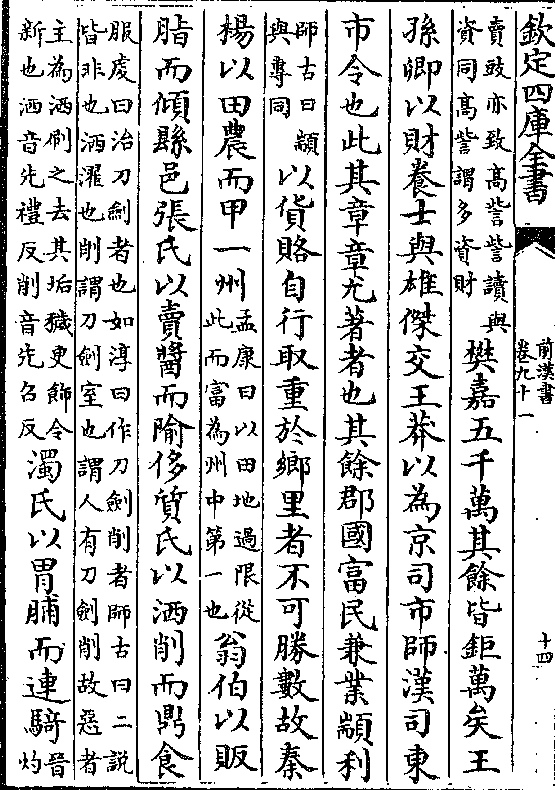 欽定四庫全書
前漢書
卷九十一
十四
賣豉亦致高訾訾讀與
資同高訾謂多資財
樊嘉五千萬其餘皆鉅萬矣王
孫卿以財養士與雄傑交王莽以為京司市師漢司東
市令也此其章章尤著者也其餘郡國富民兼業顓利
師古曰顓
與專同
以貨賂自行取重於鄉里者不可勝數故秦
楊以田農而甲一州
孟康曰以田地過限從
此而富為州中第一也
翁伯以販
脂而傾縣邑張氏以賣醬而隃侈質氏以洒削而鼎食
服虔曰治刀劍者也如淳曰作刀劍削者師古曰二說
皆非也洒濯也削謂刀劍室也謂人有刀劍削故惡者
主為洒刷之去其垢穢更飾令
新也洒音先禮反削音先召反
濁氏以胃脯而連騎
晉
灼